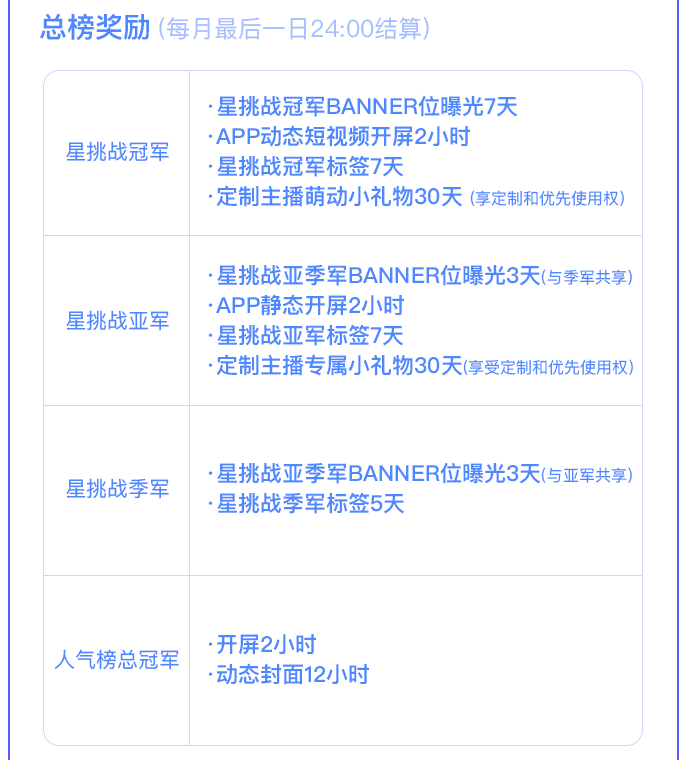 总榜奖励 (每月最后一日24:00结算)
星挑战冠军
·星挑战冠军BANNER位曝光7天
·APP动态短视频开屏2小时
·星挑战冠军标签7天
·定制主播萌动小礼物30天 (享定制和优先使用权)
星挑战亚军
·星挑战亚季军BANNER位曝光3天(与季军共享)
·APP静态开屏2小时
·星挑战亚军标签7天
·定制主播专属小礼物30天(享受定制和优先使用权)
星挑战季军
·星挑战亚季军BANNER位曝光3天(与亚军共享)
·星挑战季军标签5天
人气榜总冠军
·开屏2小时
·动态封面12小时